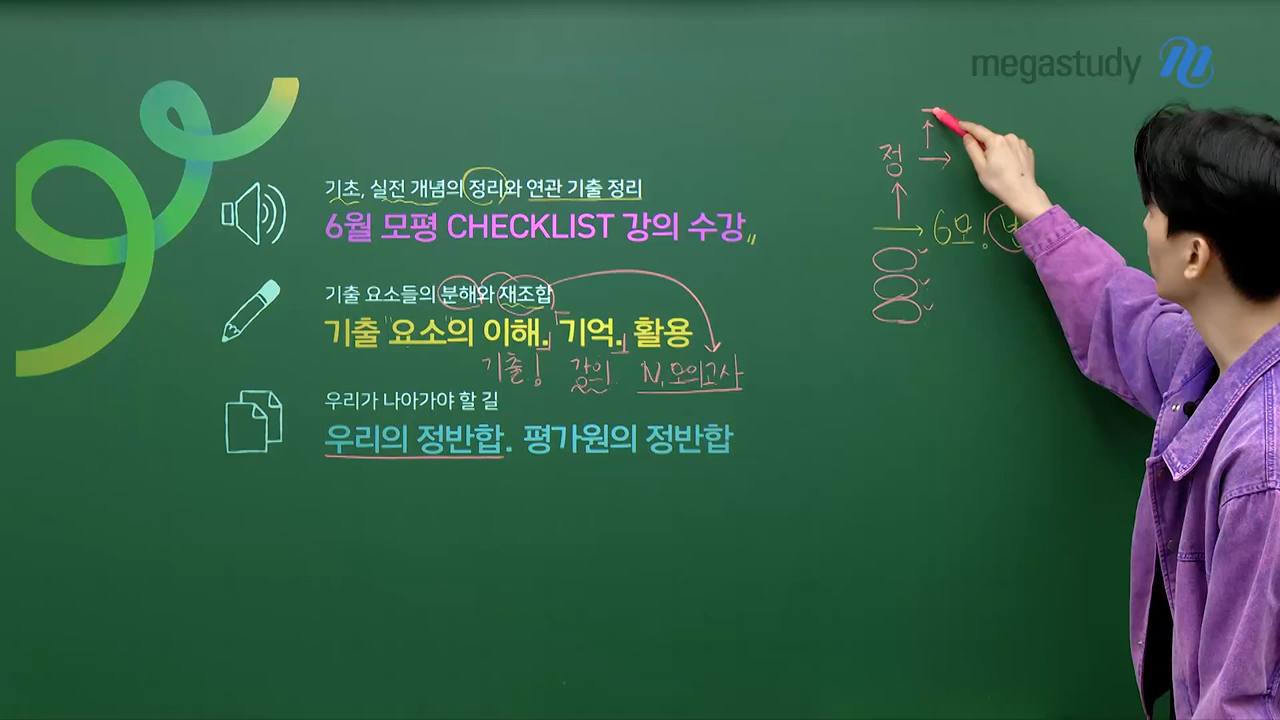 megastudy
기초, 실전 개념의 정리와 연관 기출 정리
6월 모평 CHECKLIST 강의 수강
기출 요소들의 분해와 재조합
기출 "요소"의 이해. 기억. 활용
기출! 같이! N, 모의고사
우리가 나아가야 할 길
우리의 정반합. 평가원의 정반합
정
6모!